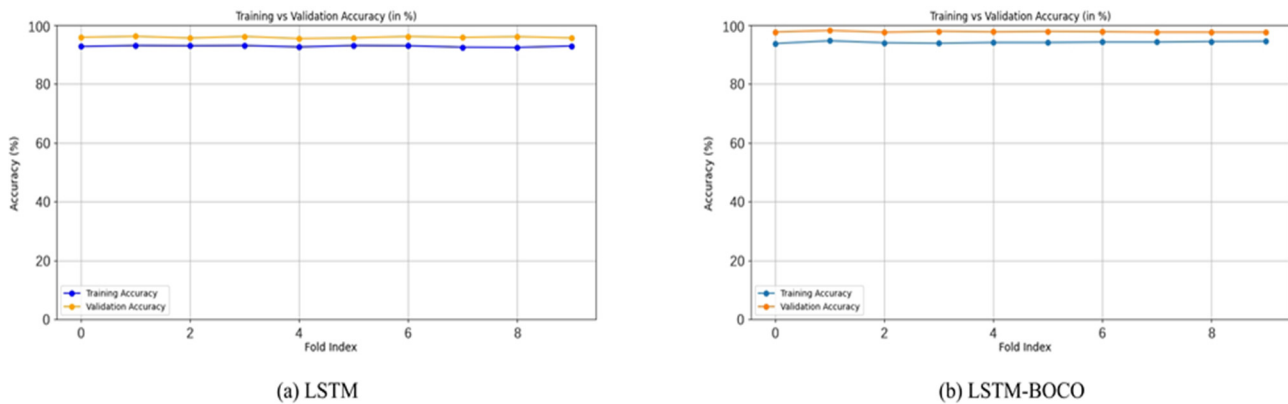 Training vs Validation Accuracy (in %)
100
80
60
40
20
0
Accuracy (%)
Training Accuracy
Validation Accuracy
0 2 4 6 8
Fold Index
(a) LSTM
Training vs Validation Accuracy (in %)
100
80
60
40
20
0
Accuracy (%)
Training Accuracy
Validation Accuracy
0 2 4 6 8
Fold Index
(b) LSTM-BOCO